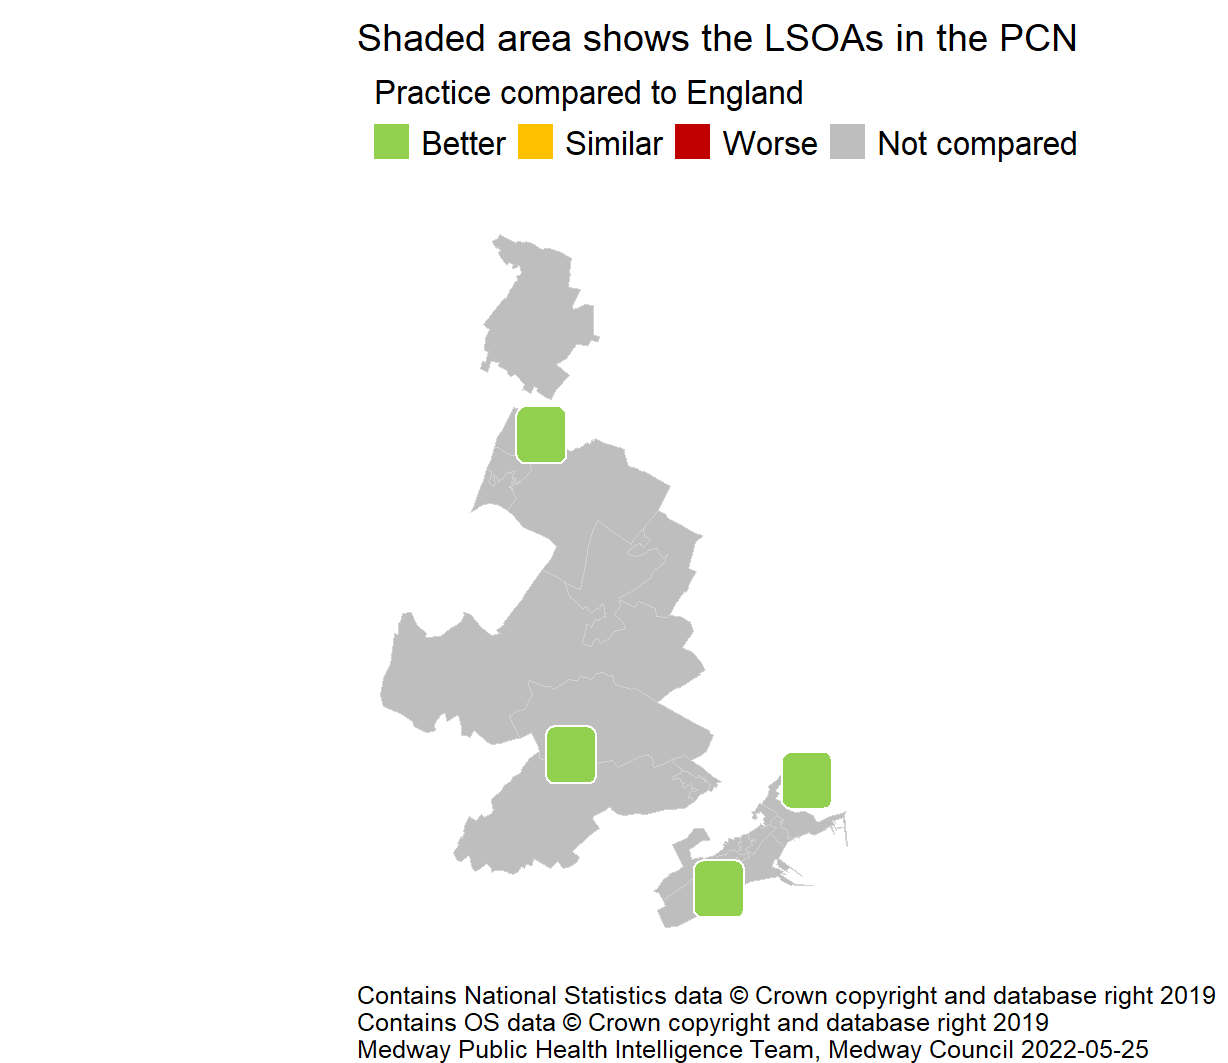 Shaded area shows the LSOAs in the PCN
Practice compared to England
Better Similar Worse Not compared
Contains National Statistics data © Crown copyright and database right 2019
Contains OS data © Crown copyright and database right 2019
Medway Public Health Intelligence Team, Medway Council 2022-05-25